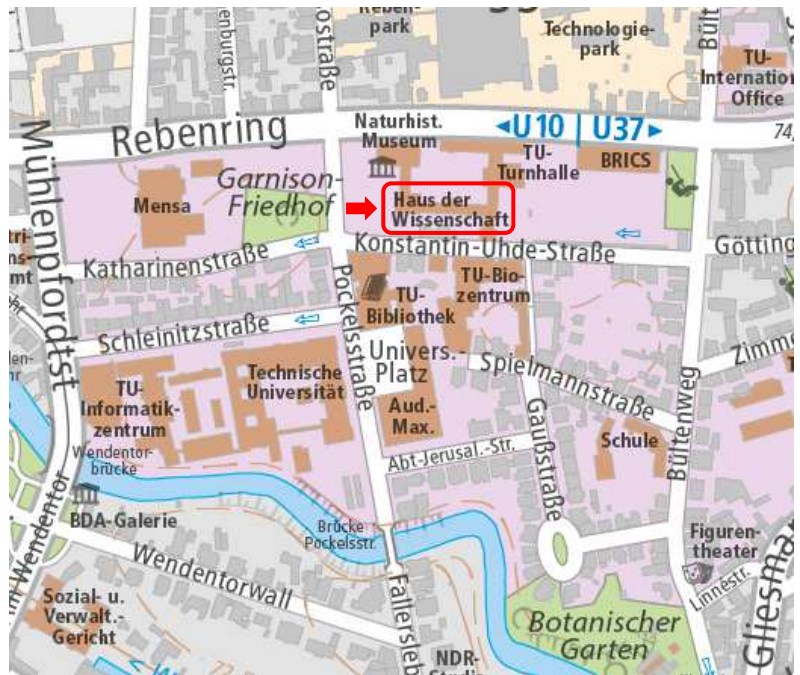 park
Technologie-
park
TU-
Office
Rebenring
Naturhist.
Museum
◄U10 | U37►
TU-
Turnhalle
BRICS
Mühlenpfordtst
Mensa
Garnison-
Friedhof
Haus der
Wissenschaft
Konstantin-Uhde-Straße
Katharinenstraße
Schleinitzstraße
Pockelsstraße
TU-
Bibliothek
TU-Bio-
zentrum
Univers.-
Platz
Spielmannstraße
Technische
Universität
TU-
Informatik-
zentrum
Aud.-
Max.
Gaußstraße
Schule
Bültenweg
Abt-Jerusal.-Str.
Wendentor-
brücke
BDA-Galerie
Brücke
Pockelsstr.
Wendentorwall
Figuren-
theater
Linnéstr.
Sozial- u.
Verwalt.-
Gericht
Botanischer
Garten
NDR-